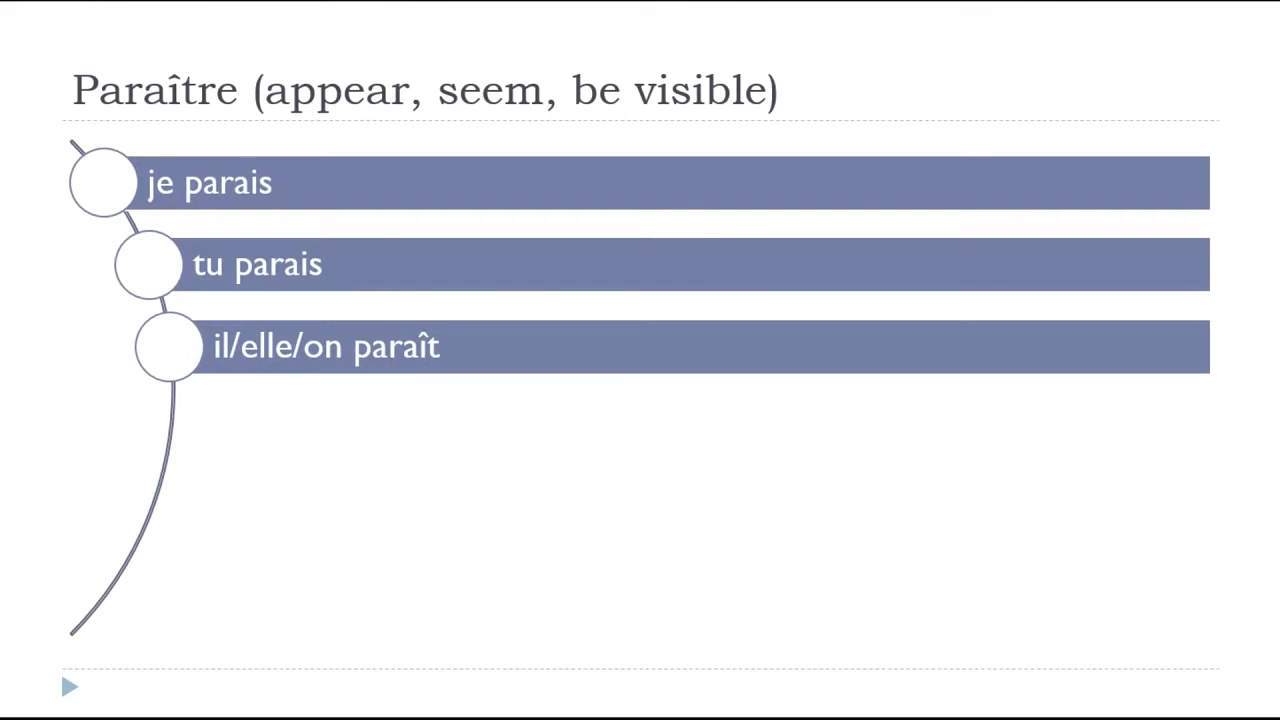 Paraître (appear, seem, be visible)
je parais
tu parais
il/elle/on paraît